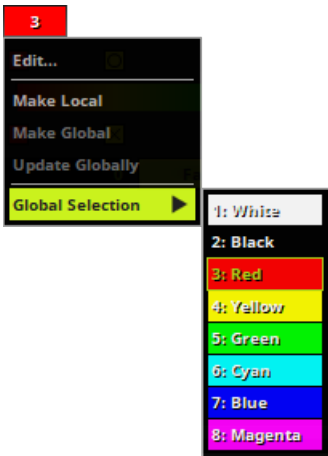 3
Edit...
Make Local
Make Global
Update Globally
Global Selection
1: White
2: Black
3: Red
4: Yellow
5: Green
6: Cyan
7: Blue
8: Magenta